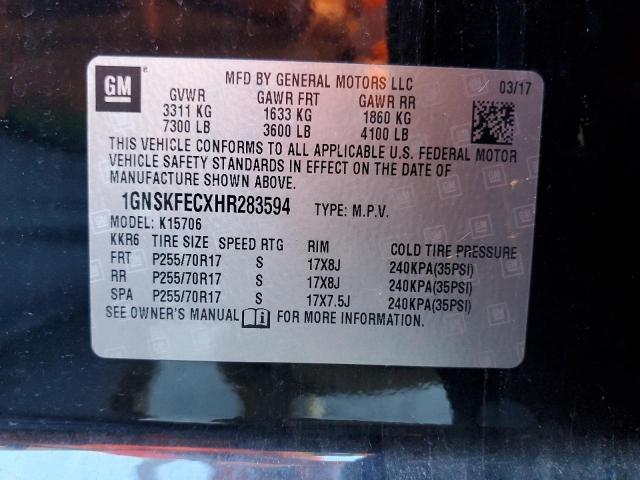 GM
MFD BY GENERAL MOTORS LLC 03/17
GVWR GAWR FRT GAWR RR
3311 KG 1633 KG 1860 KG
7300 LB 3600 LB 4100 LB
THIS VEHICLE CONFORMS TO ALL APPLICABLE U.S. FEDERAL MOTOR
VEHICLE SAFETY STANDARDS IN EFFECT ON THE DATE OF
MANUFACTURE SHOWN ABOVE.
1GNSKFECXHR283594 TYPE: M.P.V.
MODEL: K15706
KKR6 TIRE SIZE SPEED RTG RIM COLD TIRE PRESSURE
FRT P255/70R17 S 17X8J 240KPA(35PSI)
RR P255/70R17 S 17X8J 240KPA(35PSI)
SPA P255/70R17 S 17X7.5J 240KPA(35PSI)
SEE OWNER'S MANUAL FOR MORE INFORMATION.